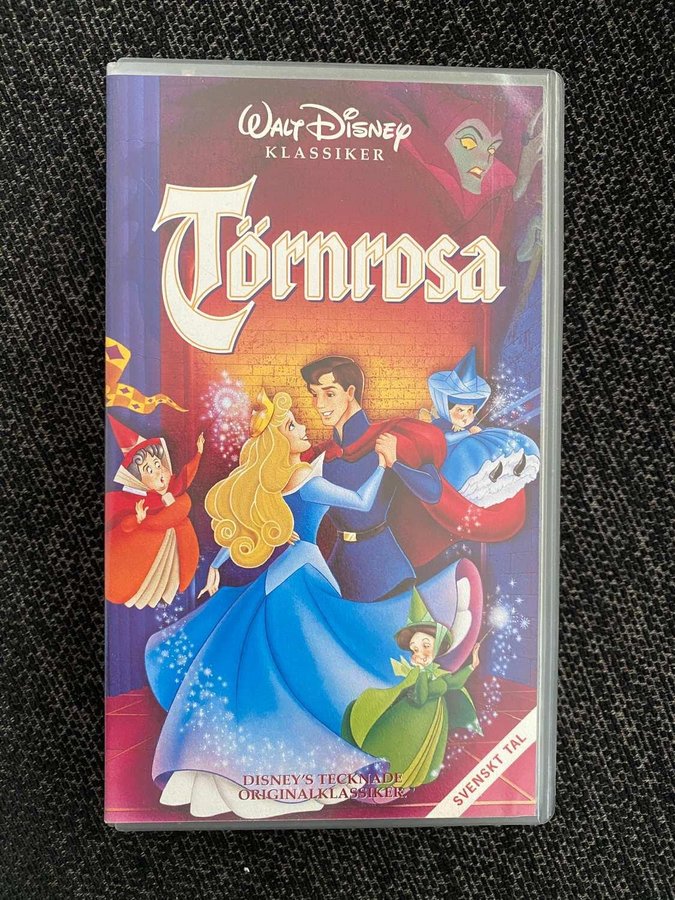 WALT DISNEY
KLASSIKER
Törnrosa
DISNEY'S TECKNADE
ORIGINALKLASSIKER.
SVENSKT TAL